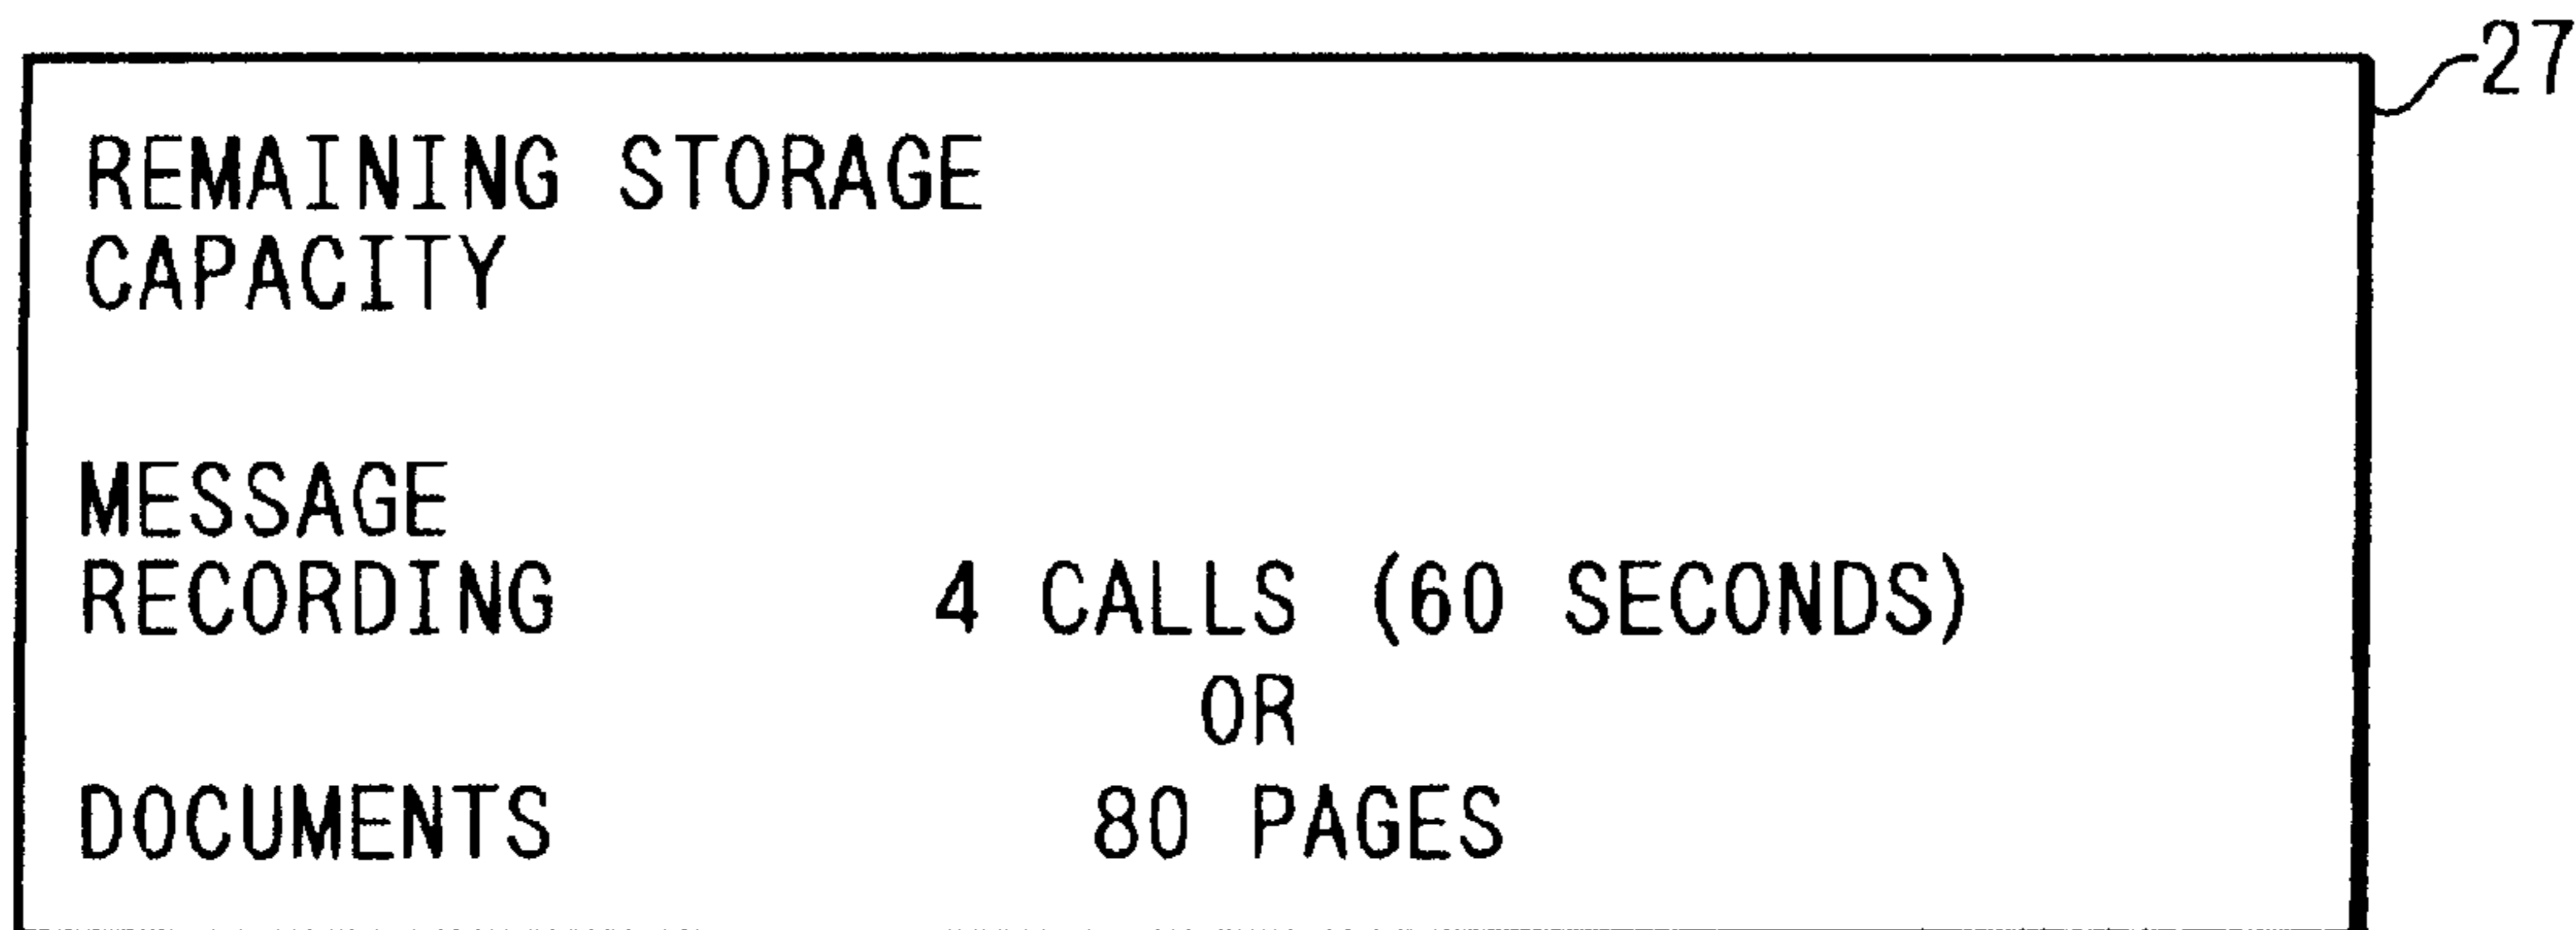 27
REMAINING STORAGE
CAPACITY
MESSAGE
RECORDING 4 CALLS (60 SECONDS)
OR
DOCUMENTS 80 PAGES